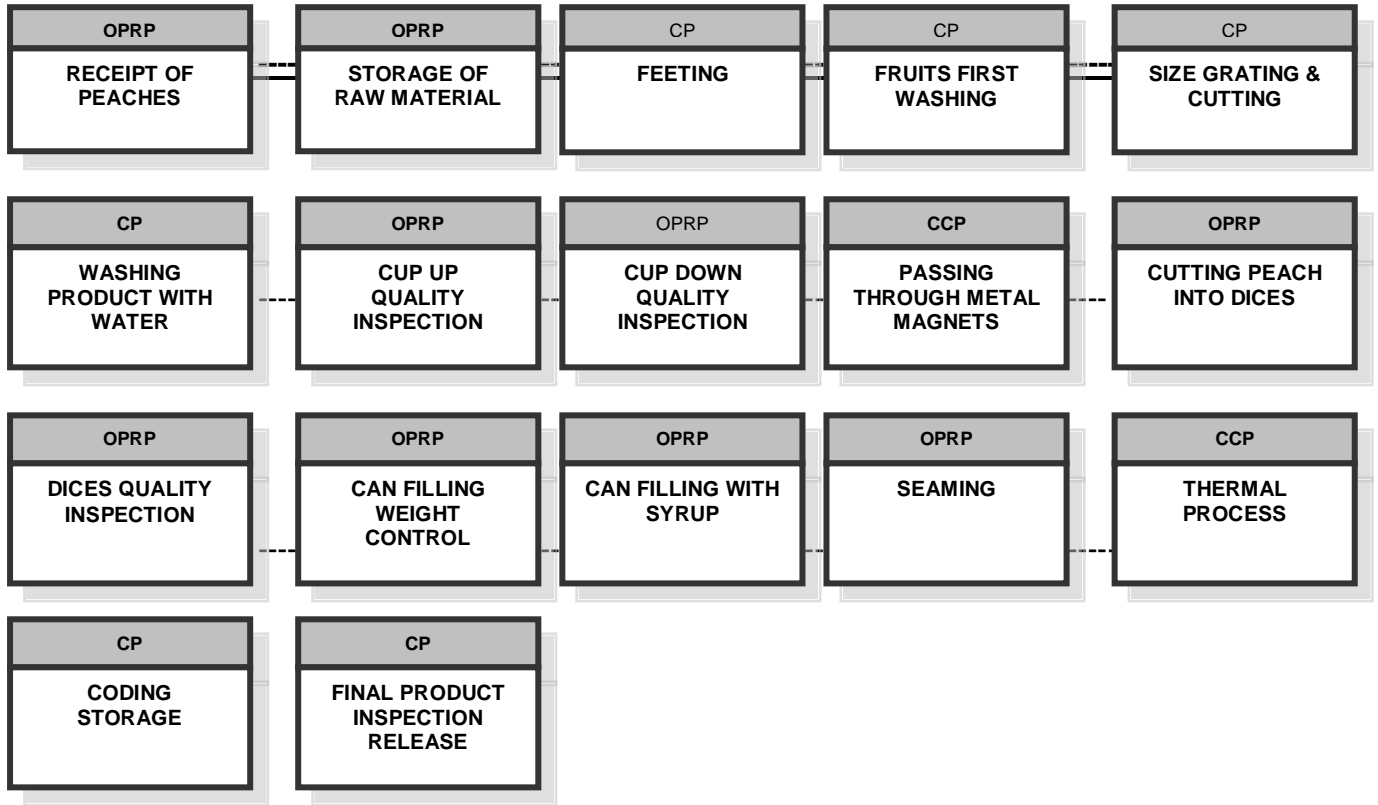 OPRP
RECEIPT OF
PEACHES
OPRP
STORAGE OF
RAW MATERIAL
CP
FEETING
CP
FRUITS FIRST
WASHING
CP
SIZE GRATING &
CUTTING
CP
WASHING
PRODUCT WITH
WATER
OPRP
CUP UP
QUALITY
INSPECTION
OPRP
CUP DOWN
QUALITY
INSPECTION
CCP
PASSING
THROUGH METAL
MAGNETS
OPRP
CUTTING PEACH
INTO DICES
OPRP
DICES QUALITY
INSPECTION
OPRP
CAN FILLING
WEIGHT
CONTROL
OPRP
CAN FILLING WITH
SYRUP
OPRP
SEAMING
CCP
THERMAL
PROCESS
CP
CODING
STORAGE
CP
FINAL PRODUCT
INSPECTION
RELEASE